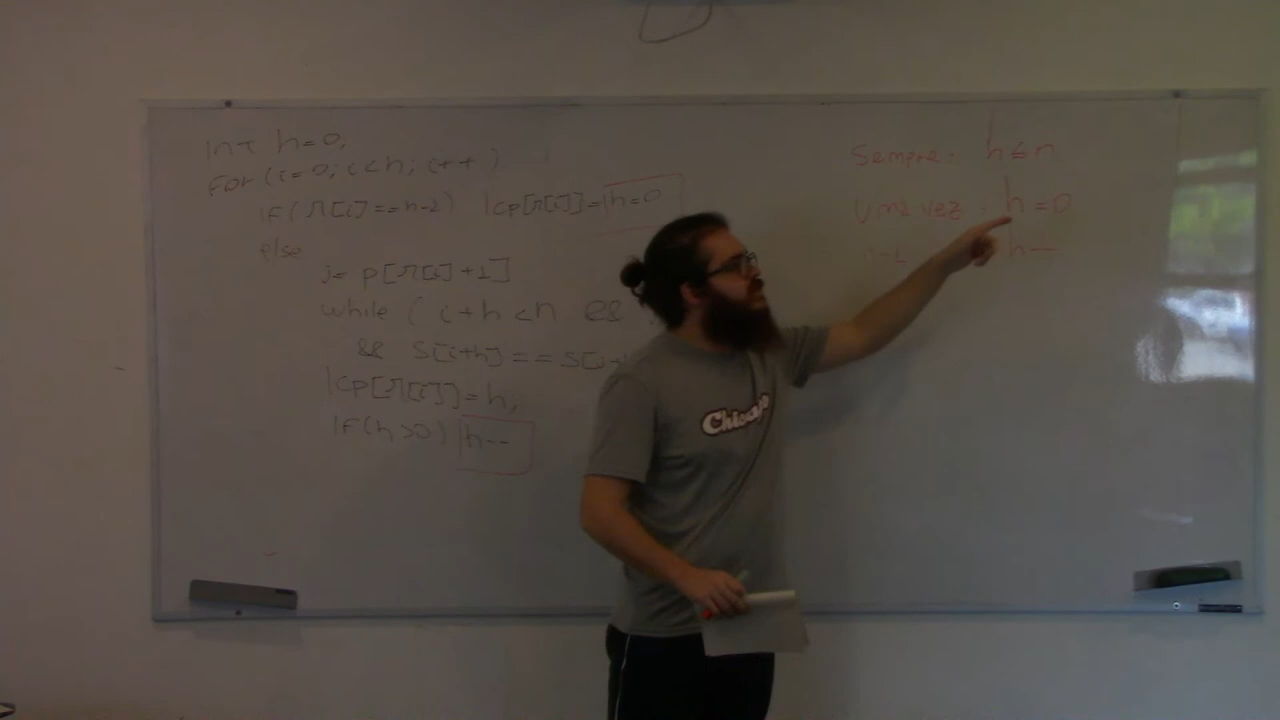 int h=0;
For (i=0; i<n; i++)
IF (r[i]==n-1) lcp[r[i]]=h=0
else
j= p[r[i]+1]
while ( i+h <n &&
&& S[i+h] == S[j+
lcp[r[i]]=h;
IF(h>0) h--
Sempre: h≤n
Uma vez: h=0
n-1 h--
Chicago